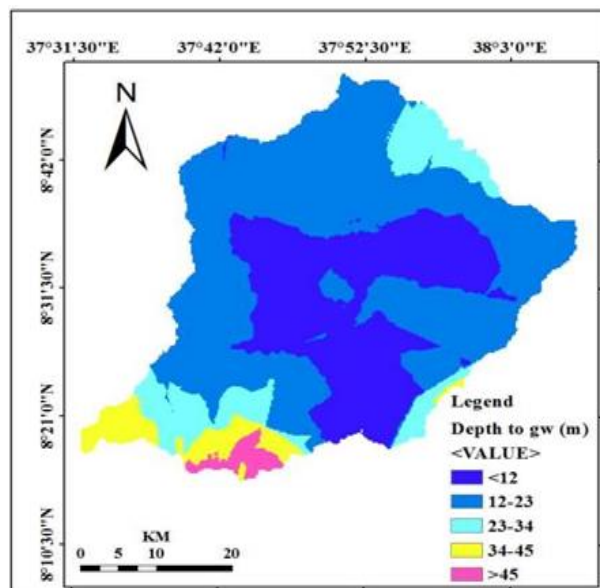 37°31'30"E 37°42'0"E 37°52'30"E 38°3'0"E
N
8°42'0"N
8°31'30"N
8°21'0"N
8°10'30"N
Legend
Depth to gw (m)
<VALUE>
<12
12-23
23-34
34-45
>45
KM
0 5 10 20